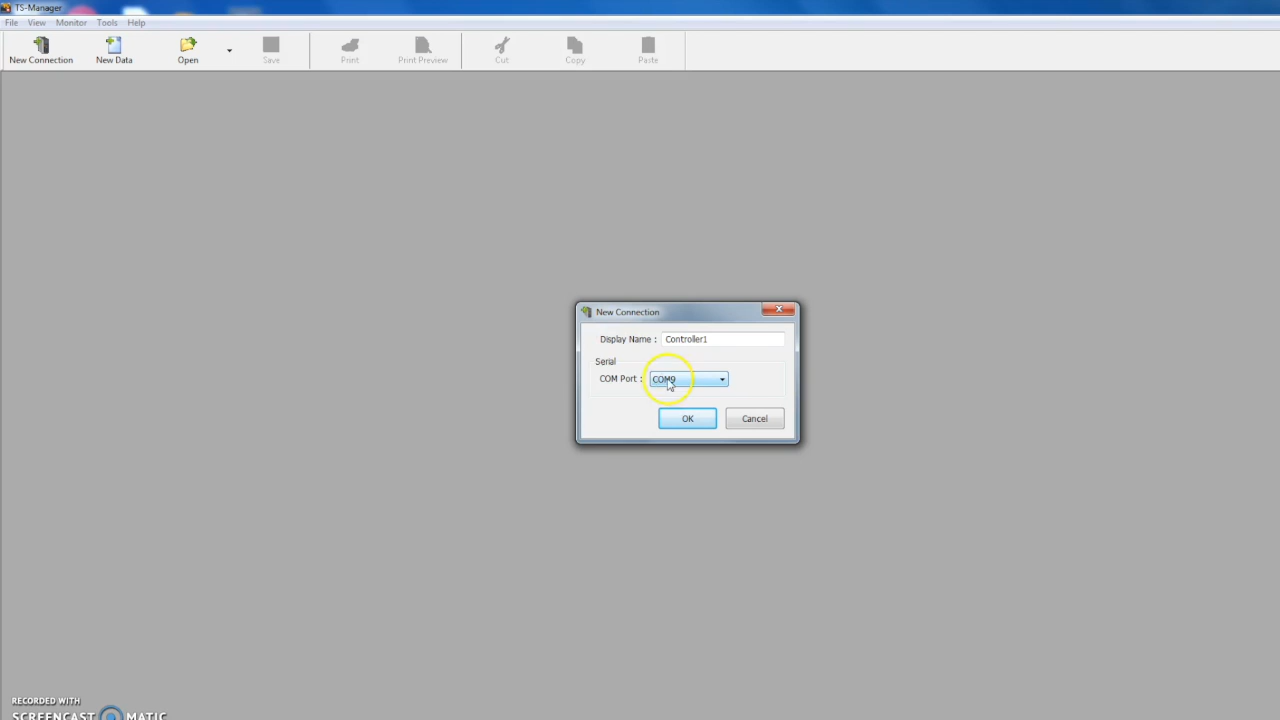 TS-Manager
File View Monitor Tools Help
New Connection New Data Open Save Print Print Preview Cut Copy Paste
New Connection
Display Name : Controller1
Serial
COM Port : COM9
OK Cancel
RECORDED WITH
SCREENCAST MATIC